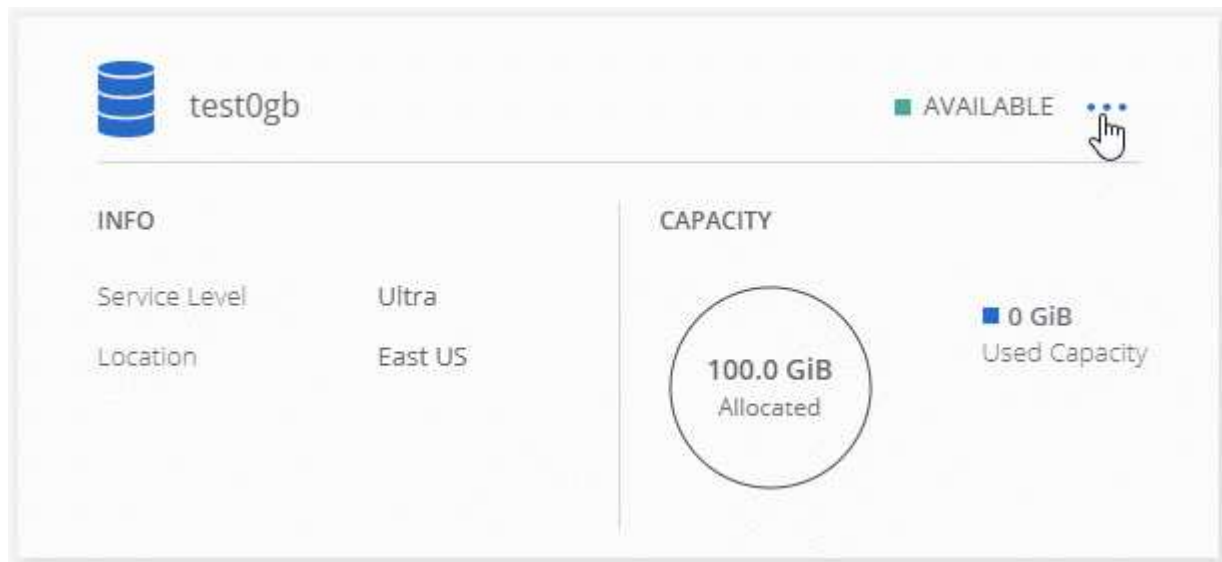 test0gb
AVAILABLE
INFO
Service Level Ultra
Location East US
CAPACITY
100.0 GiB
Allocated
0 GiB
Used Capacity